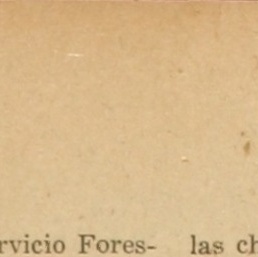 rvicio Fores-
las ch